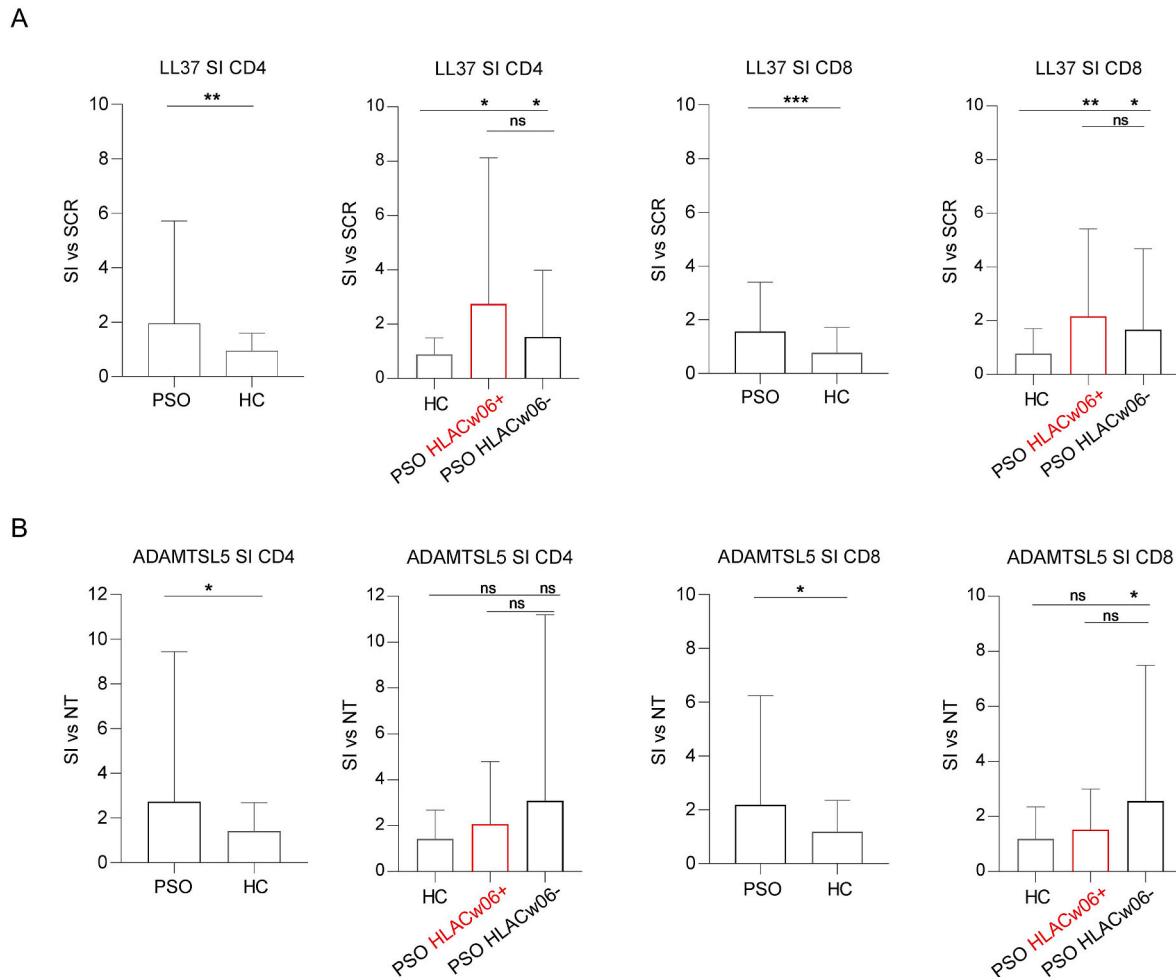 A
LL37 SI CD4
**
10
8
6
4
2
0
SI vs SCR
PSO
HC
LL37 SI CD4
* *
ns
10
8
6
4
2
0
SI vs SCR
HC
PSO HLACw06+
PSO HLACw06-
LL37 SI CD8
***
10
8
6
4
2
0
SI vs SCR
PSO
HC
LL37 SI CD8
** *
ns
10
8
6
4
2
0
SI vs SCR
HC
PSO HLACw06+
PSO HLACw06-
B
ADAMTSL5 SI CD4
*
12
10
8
6
4
2
0
SI vs NT
PSO
HC
ADAMTSL5 SI CD4
ns ns
ns
12
10
8
6
4
2
0
SI vs NT
HC
PSO HLACw06+
PSO HLACw06-
ADAMTSL5 SI CD8
*
10
8
6
4
2
0
SI vs NT
PSO
HC
ADAMTSL5 SI CD8
ns *
ns
10
8
6
4
2
0
SI vs NT
HC
PSO HLACw06+
PSO HLACw06-